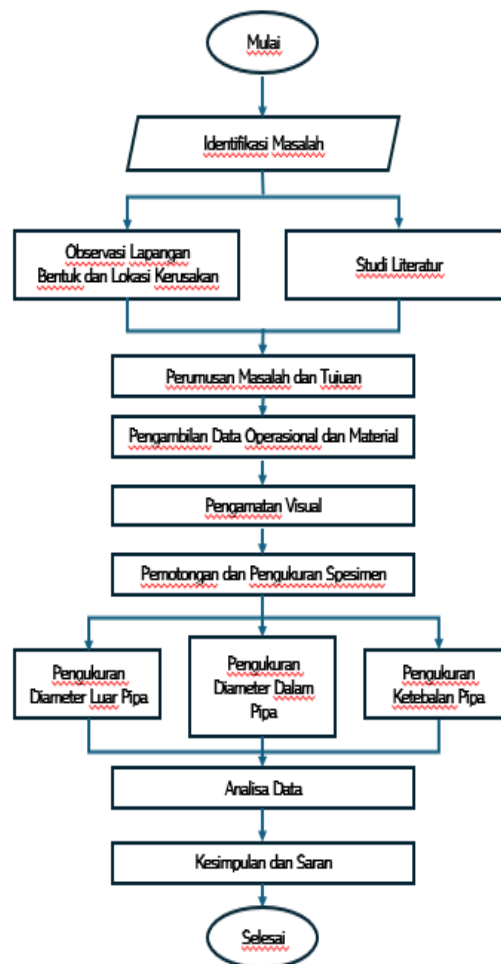 Mulai
Identifikasi Masalah
Observasi Lapangan
Bentuk dan Lokasi Kerusakan
Studi Literatur
Perumusan Masalah dan Tujuan
Pengambilan Data Operasional dan Material
Pengamatan Visual
Pemotongan dan Pengukuran Spesimen
Pengukuran
Diameter Luar Pipa
Pengukuran
Diameter Dalam
Pipa
Pengukuran
Ketebalan Pipa
Analisa Data
Kesimpulan dan Saran
Selesai